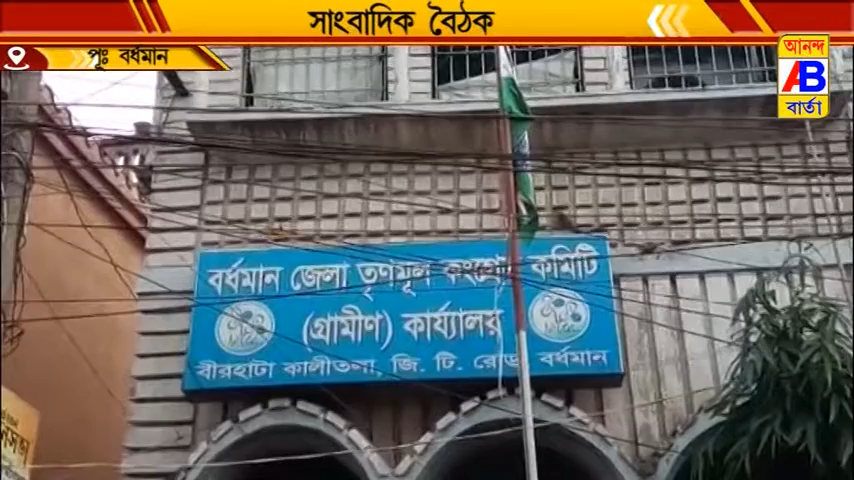 সাংবাদিক বৈঠক
পূঃ বর্ধমান
আনন্দ
AB
বার্তা
বর্ধমান জেলা তৃণমূল কংগ্রেস কমিটি
(গ্রামীণ) কার্য্যালয়
বীরহাটা কালীতলা, জি. টি. রোড, বর্ধমান